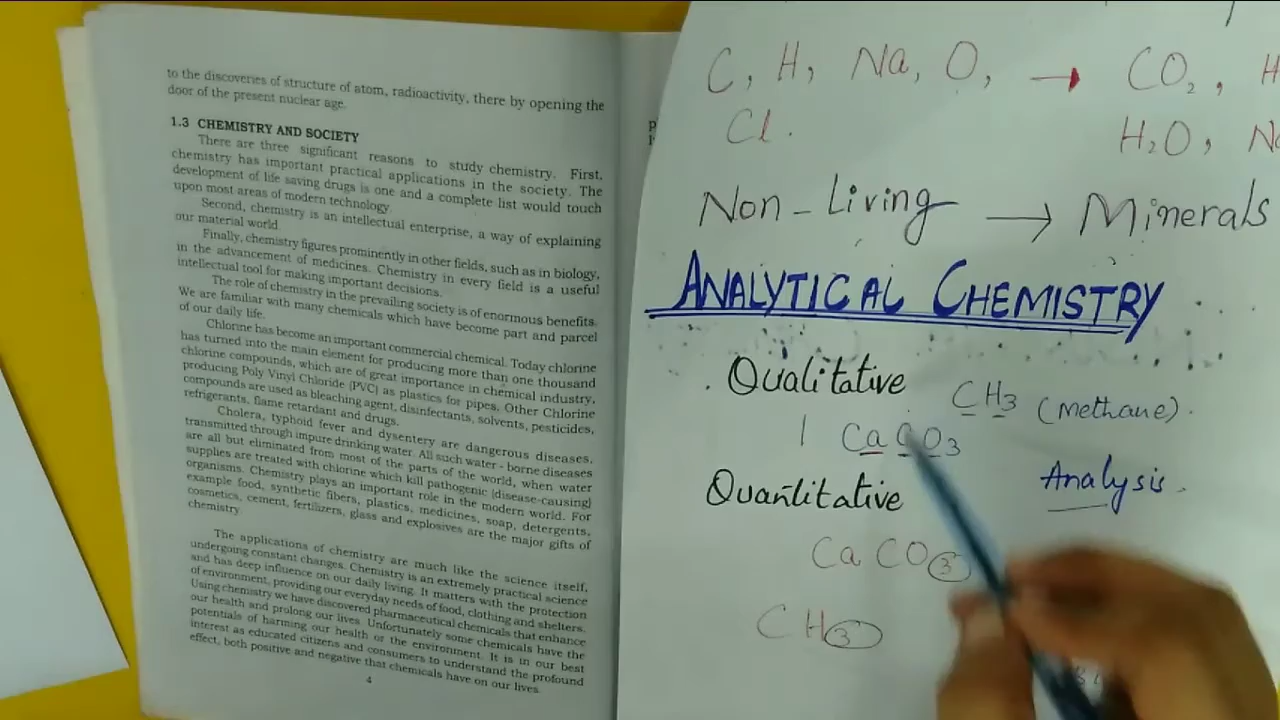 to the discoveries of structure of atom, radioactivity, there by opening the
door of the present nuclear age.
1.3 CHEMISTRY AND SOCIETY
There are three significant reasons to study chemistry. First,
chemistry has important practical applications in the society. The
development of life saving drugs is one and a complete list would touch
upon most areas of modern technology
Second, chemistry is an intellectual enterprise, a way of explaining
our material world.
Finally, chemistry figures prominently in other fields, such as in biology,
in the advancement of medicines. Chemistry in every field is a useful
intellectual tool for making important decisions.
The role of chemistry in the prevailing society is of enormous benefits.
We are familiar with many chemicals which have become part and parcel
of our daily life.
Chlorine has become an important commercial chemical. Today chlorine
has turned into the main element for producing more than one thousand
chlorine compounds, which are of great importance in chemical industry,
producing Poly Vinyl Chloride (PVC) as plastics for pipes. Other Chlorine
compounds are used as bleaching agent, disinfectants, solvents, pesticides,
refrigerants, flame retardant and drugs.
Cholera, typhoid fever and dysentery are dangerous diseases,
transmitted through impure drinking water. All such water - borne diseases
are all but eliminated from most of the parts of the world, when water
supplies are treated with chlorine which kill pathogenic (disease-causing)
organisms. Chemistry plays an important role in the modern world. For
example food, synthetic fibers, plastics, medicines, soap, detergents,
cosmetics, cement, fertilizers, glass and explosives are the major gifts of
chemistry.
The applications of chemistry are much like the science itself,
undergoing constant changes. Chemistry is an extremely practical science
and has deep influence on our daily living. It matters with the protection
of environment, providing our everyday needs of food, clothing and shelters.
Using chemistry we have discovered pharmaceutical chemicals that enhance
our health and prolong our lives. Unfortunately some chemicals have the
potentials of harming our health or the environment. It is in our best
interest as educated citizens and consumers to understand the profound
effect, both positive and negative that chemicals have on our lives.
4
C, H, Na, O, → CO₂, H
Cl. H₂O, Na
Non-Living → Minerals
ANALYTICAL CHEMISTRY
Qualitative CH3 (Methane).
CaCO3
Quantitative Analysis.
CaCO3
CH3